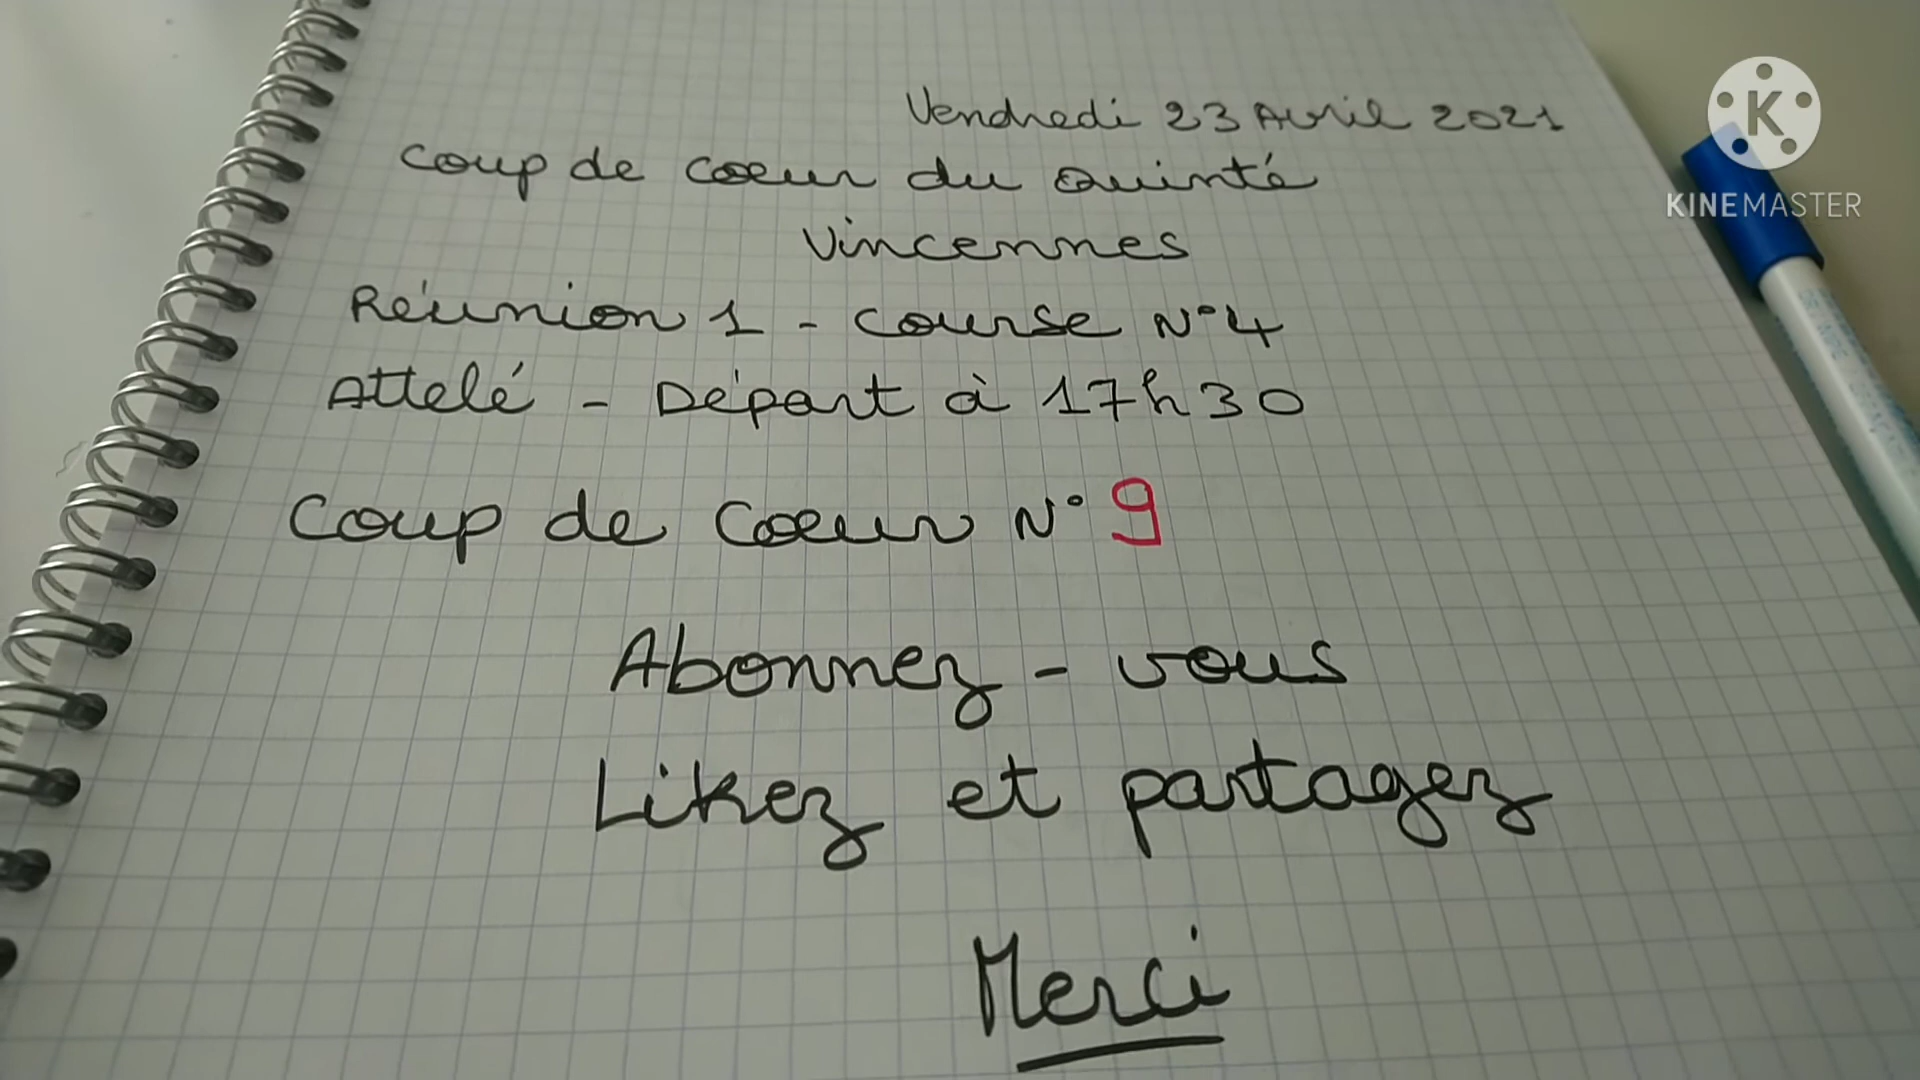 Vendredi 23 Avril 2021
Coup de coeur du Quinté
Vincennes
Réunion 1 - Course N°4
Attelé - Départ à 17h30
Coup de Coeur N° 9
Abonnez-vous
Likez et partagez
Merci
KINEMASTER